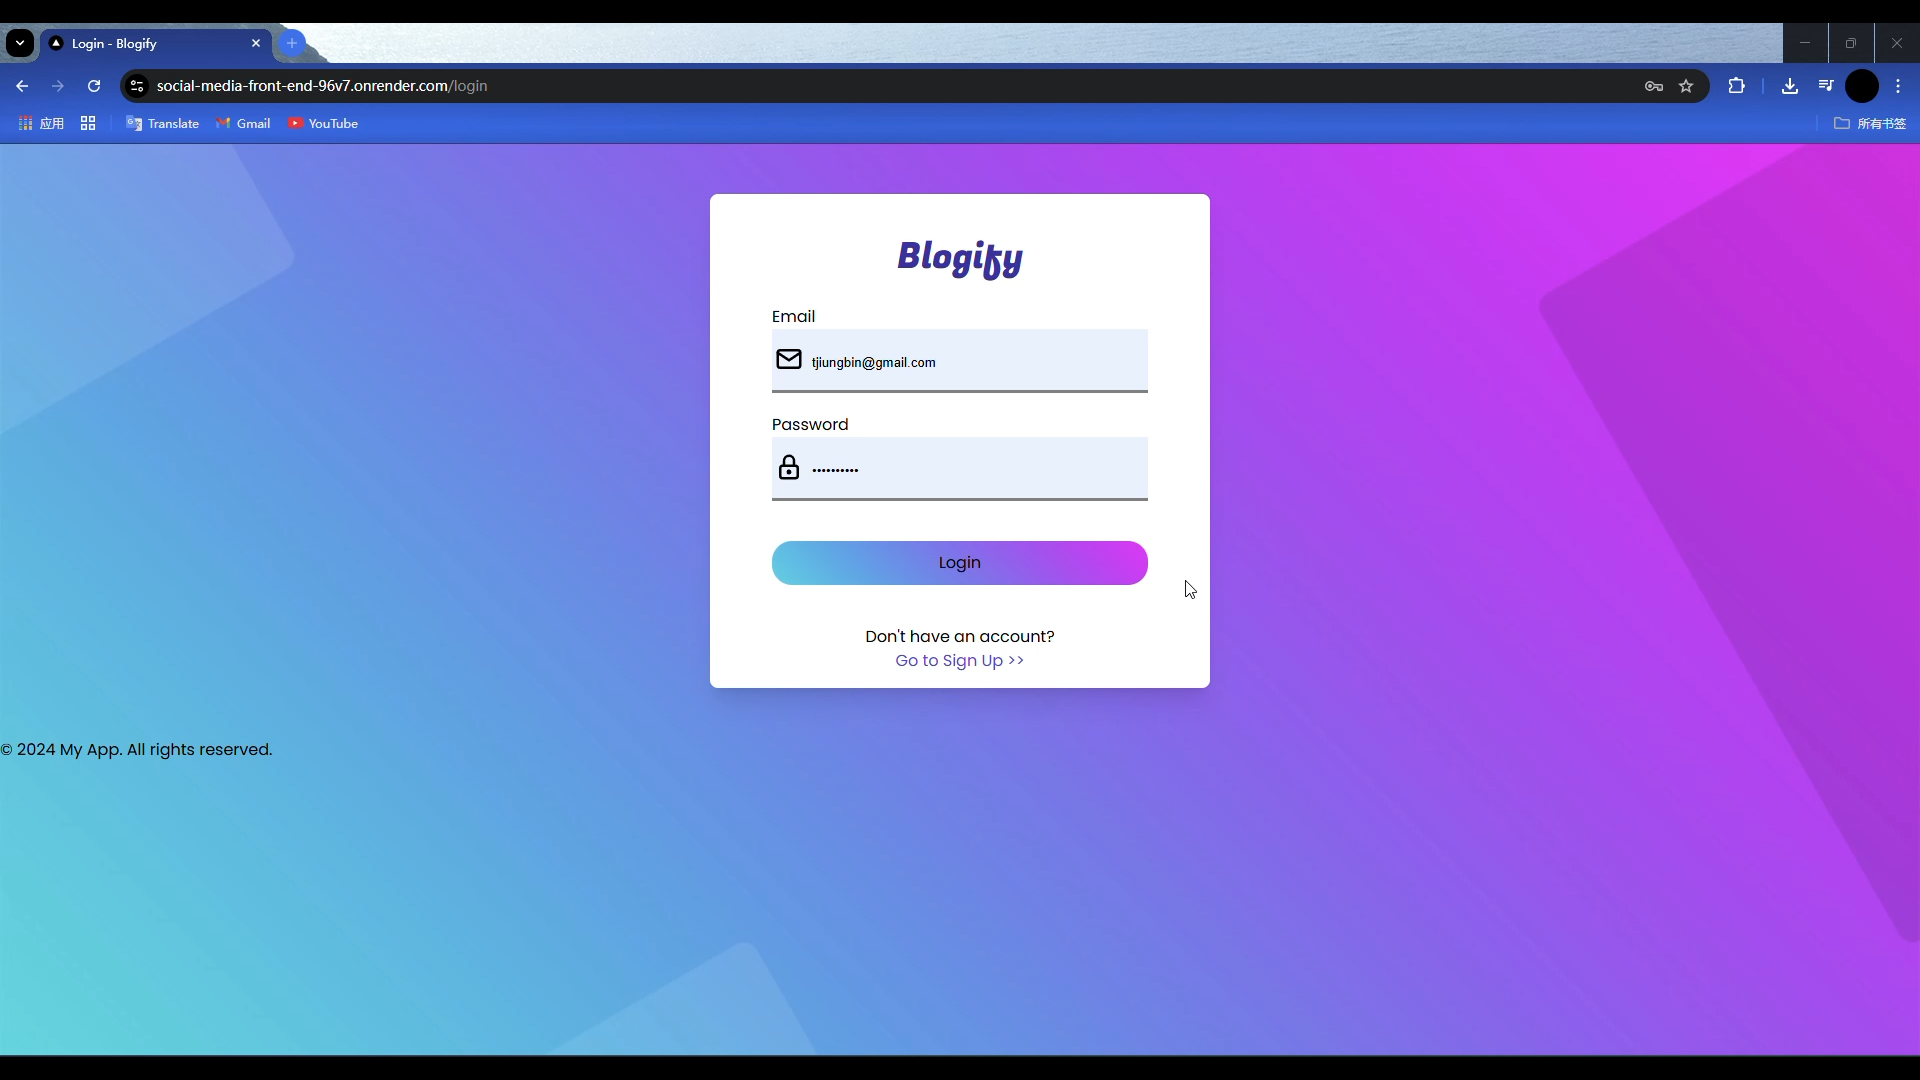 Login - Blogify
social-media-front-end-96v7.onrender.com/login
应用
Translate
Gmail
YouTube
所有书签
Blogify
Email
tjiungbin@gmail.com
Password
••••••••••
Login
Don't have an account?
Go to Sign Up >>
© 2024 My App. All rights reserved.